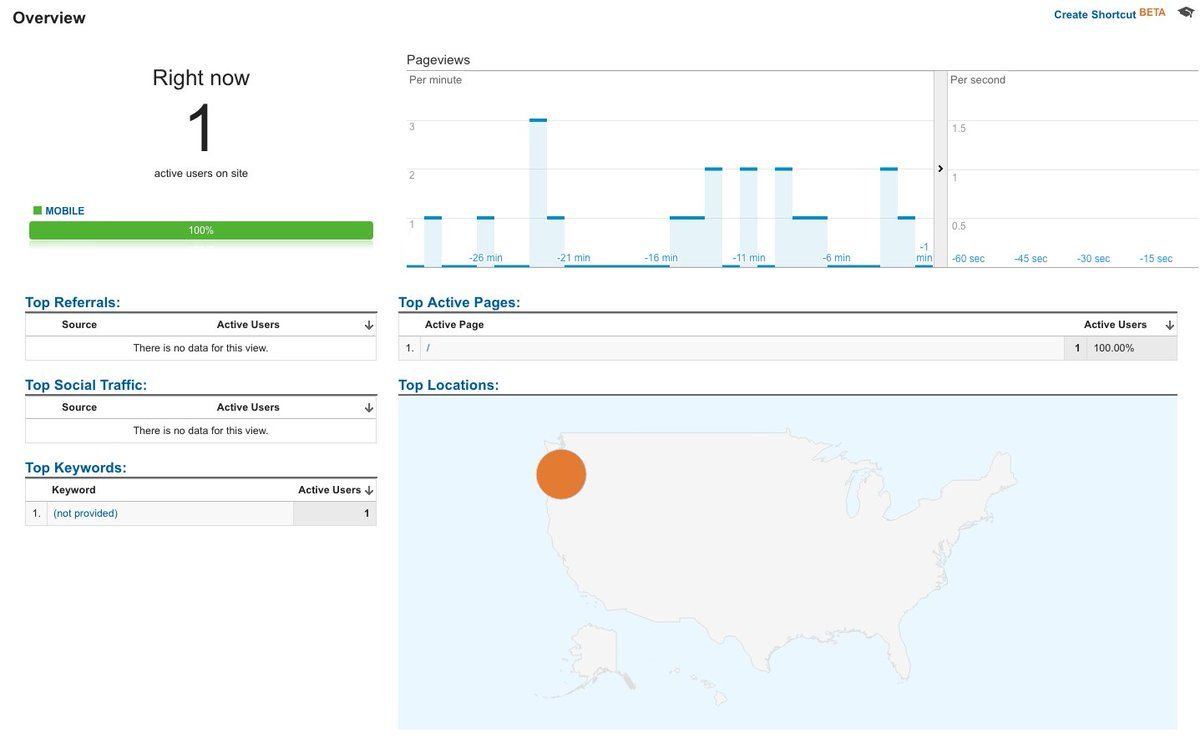 Overview
Create Shortcut BETA
Right now
1
active users on site
MOBILE
100%
Pageviews
Per minute
3
2
1
-26 min
-21 min
-16 min
-11 min
-6 min
-1
min
Per second
1.5
1
0.5
-60 sec
-45 sec
-30 sec
-15 sec
Top Referrals:
Source Active Users
There is no data for this view.
Top Social Traffic:
Source Active Users
There is no data for this view.
Top Keywords:
Keyword Active Users
1. (not provided) 1
Top Active Pages:
Active Page Active Users
1. / 1 100.00%
Top Locations: